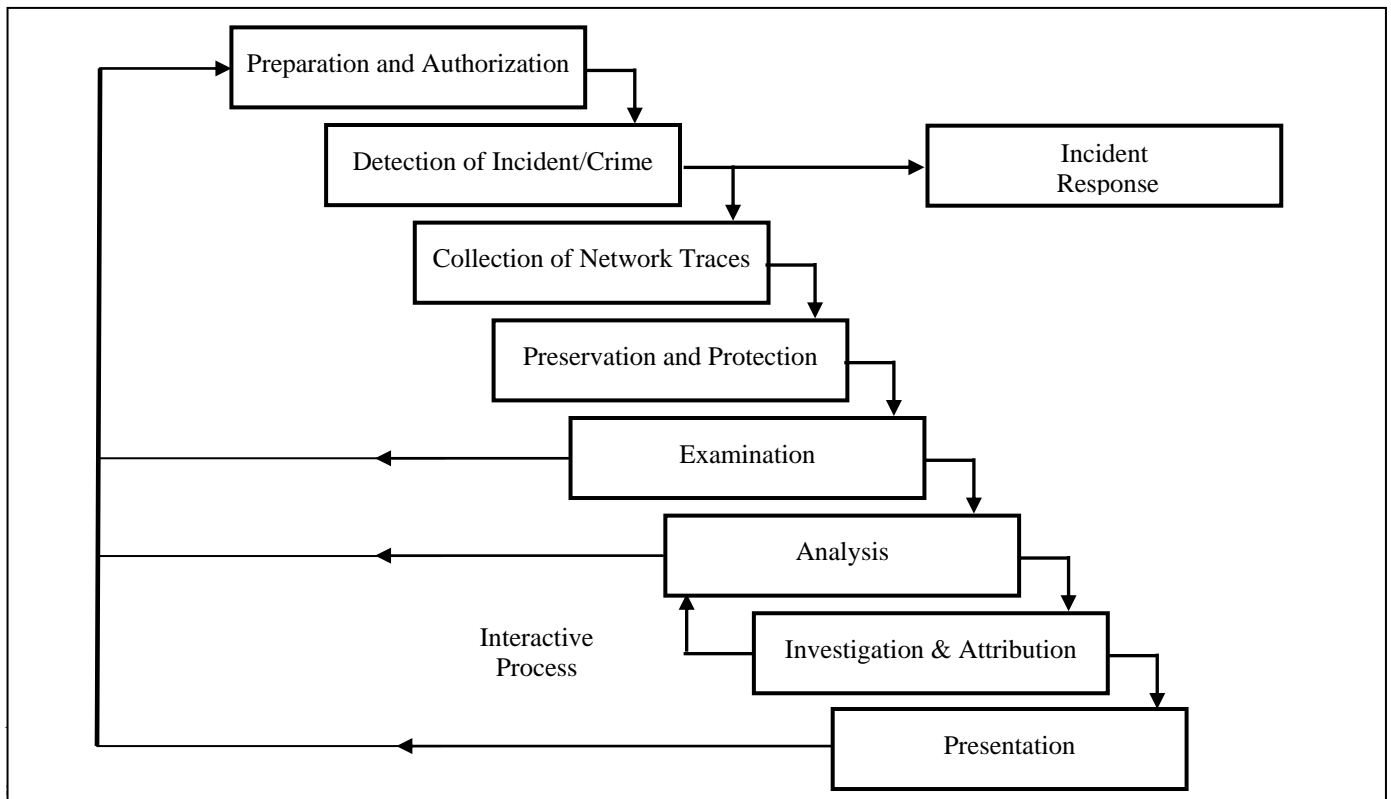 Preparation and Authorization
Detection of Incident/Crime
Incident
Response
Collection of Network Traces
Preservation and Protection
Examination
Analysis
Interactive
Process
Investigation & Attribution
Presentation